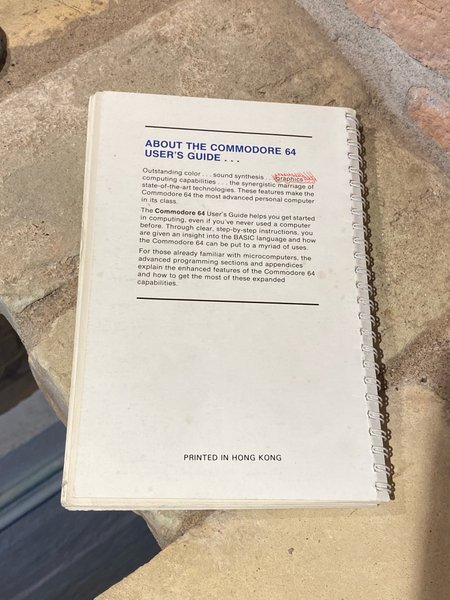 ABOUT THE COMMODORE 64
USER'S GUIDE . . .
Outstanding color . . . sound synthesis . . . graphics . . .
computing capabilities . . . the synergistic marriage of
state-of-the-art technologies. These features make the
Commodore 64 the most advanced personal computer
in its class.
The Commodore 64 User's Guide helps you get started
in computing, even if you've never used a computer
before. Through clear, step-by-step instructions, you
are given an insight into the BASIC language and how
the Commodore 64 can be put to a myriad of uses.
For those already familiar with microcomputers, the
advanced programming sections and appendices
explain the enhanced features of the Commodore 64
and how to get the most of these expanded
capabilities.
PRINTED IN HONG KONG